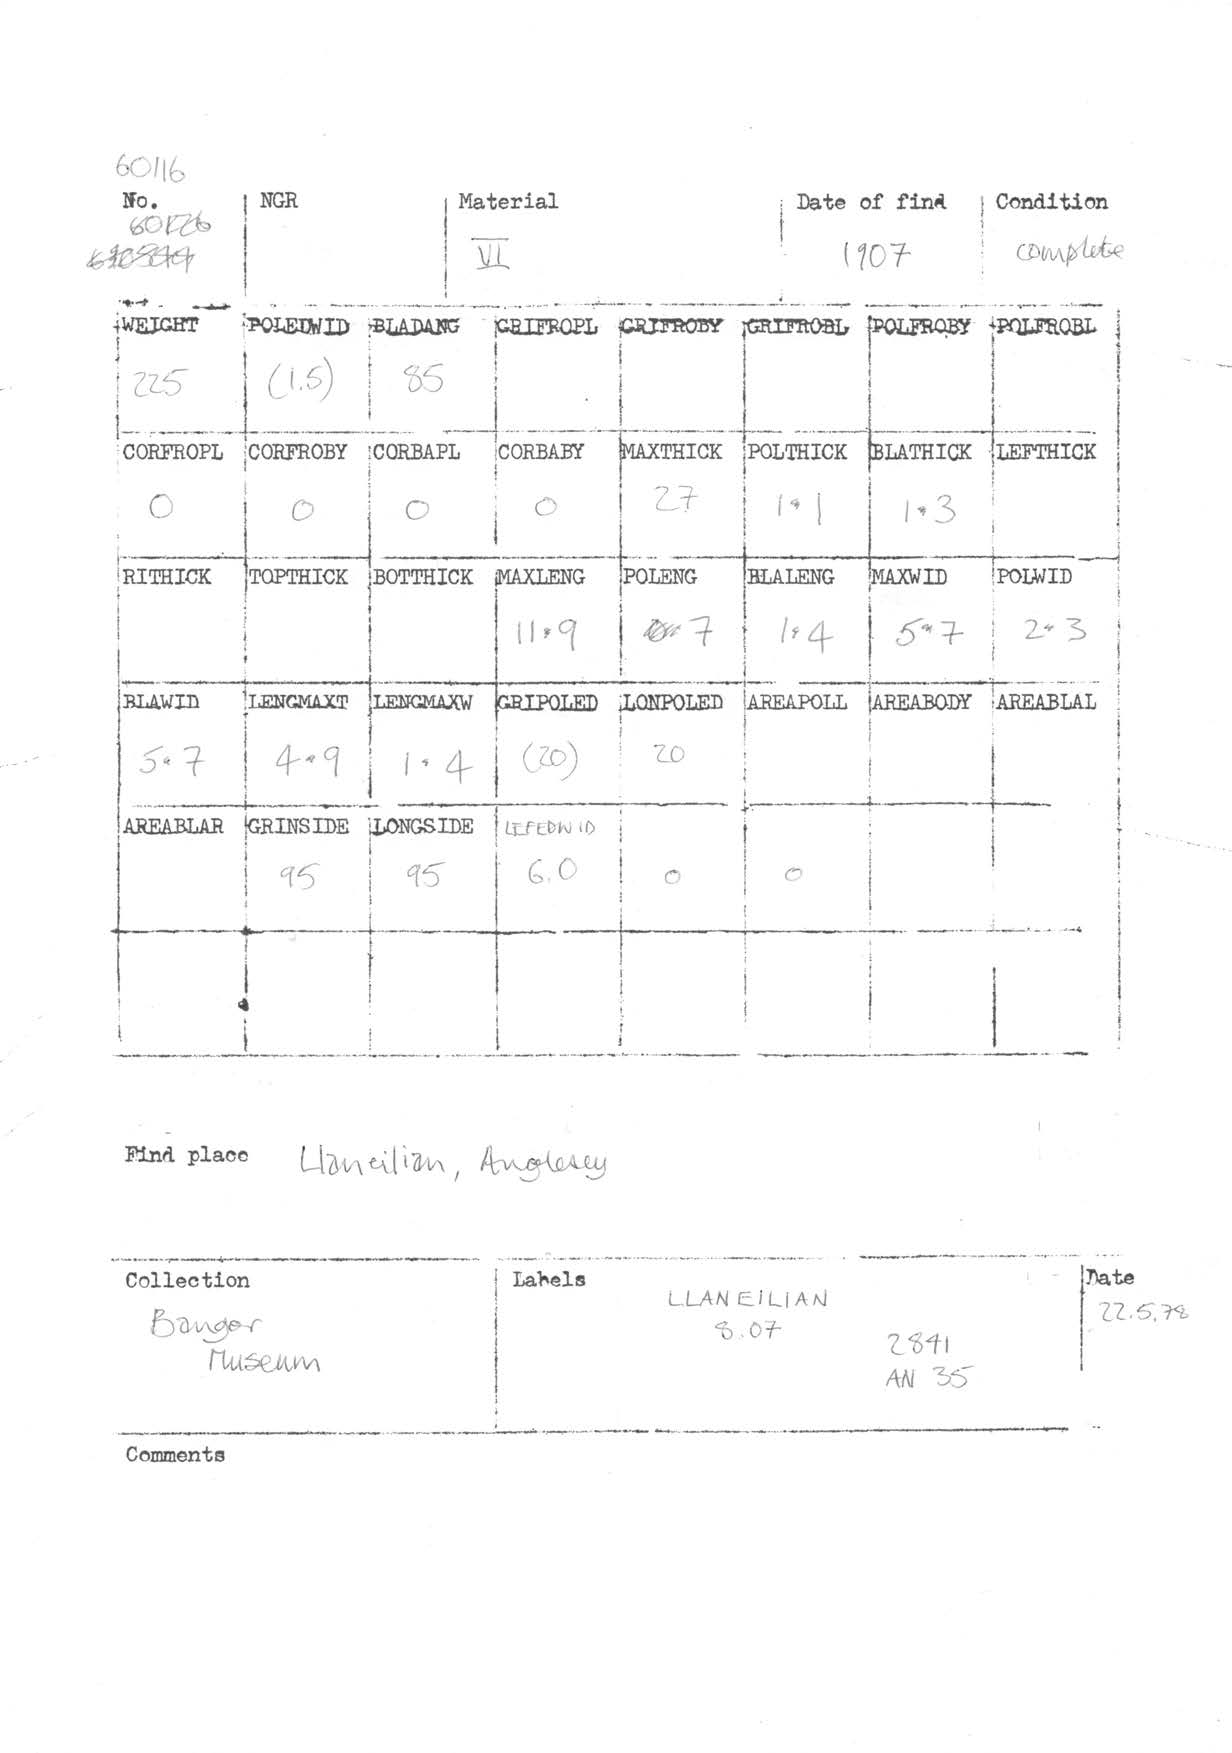 60116
No. NGR Material Date of find Condition
60126
VI 1907 complete
WEIGHT POLEDWID BLADANG GRIFROPL GRIFROBY GRIFROBL POLFROBY POLFROBL
225 (1.5) 85
CORFROPL CORFROBY CORBAPL CORBABY MAXTHICK POLTHICK BLATHICK LEFTHICK
0 0 0 0 27 1.1 1.3
RITHICK TOPTHICK BOTTHICK MAXLENG POLENG BLALENG MAXWID POLWID
11.9 .7 1.4 5.7 2.3
BLAWID LENGMAXT LENGMAXW GRIPOLED LONPOLED AREAPOLL AREABODY AREABLAL
5.7 4.9 1.4 (20) 20
AREABLAR GRINSIDE LONGSIDE LEFEDWID
95 95 6.0 0 0
Find place Llaneilian, Anglesey
Collection Labels Date
LLANEILIAN 22.5.78
Bangor 8.07
Museum 2841
AN 35
Comments